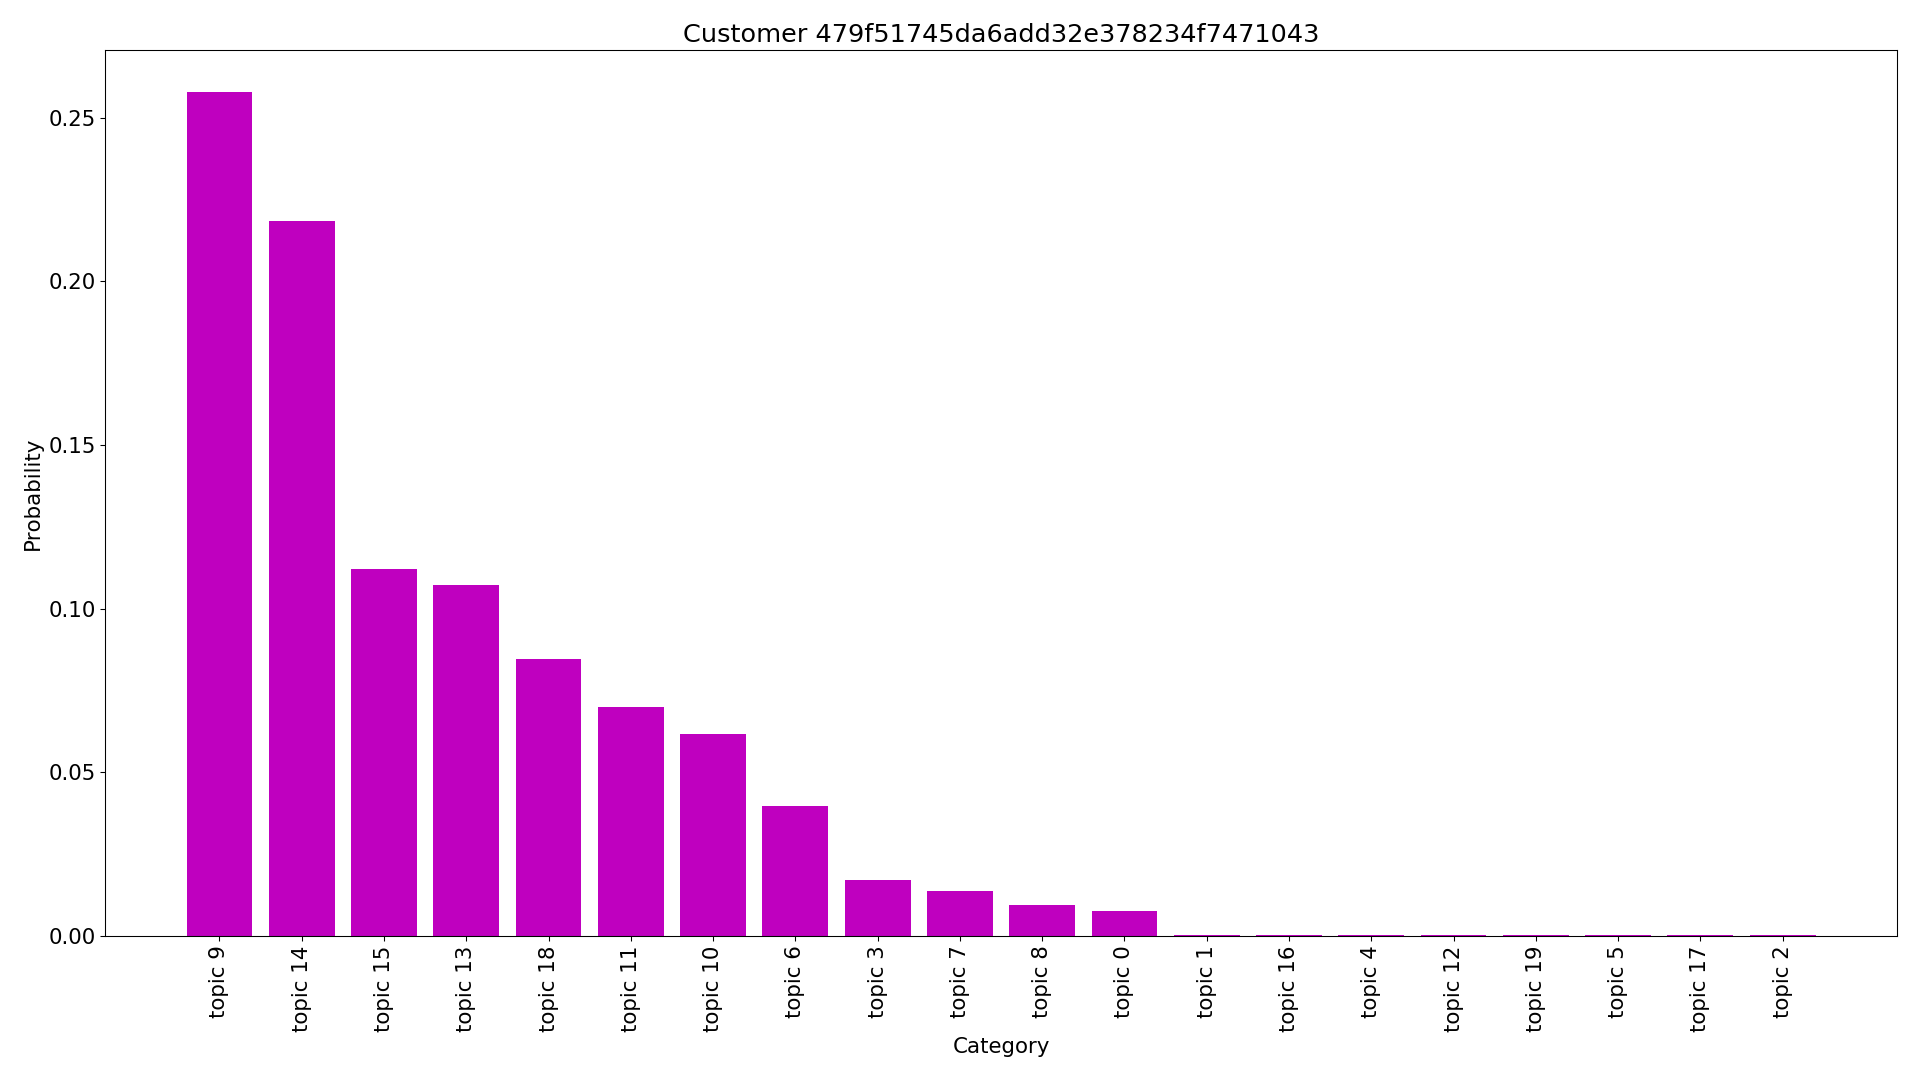 Customer 479f51745da6add32e378234f7471043
Probability
0.25
0.20
0.15
0.10
0.05
0.00
topic 9
topic 14
topic 15
topic 13
topic 18
topic 11
topic 10
topic 6
topic 3
topic 7
topic 8
topic 0
topic 1
topic 16
topic 4
topic 12
topic 19
topic 5
topic 17
topic 2
Category